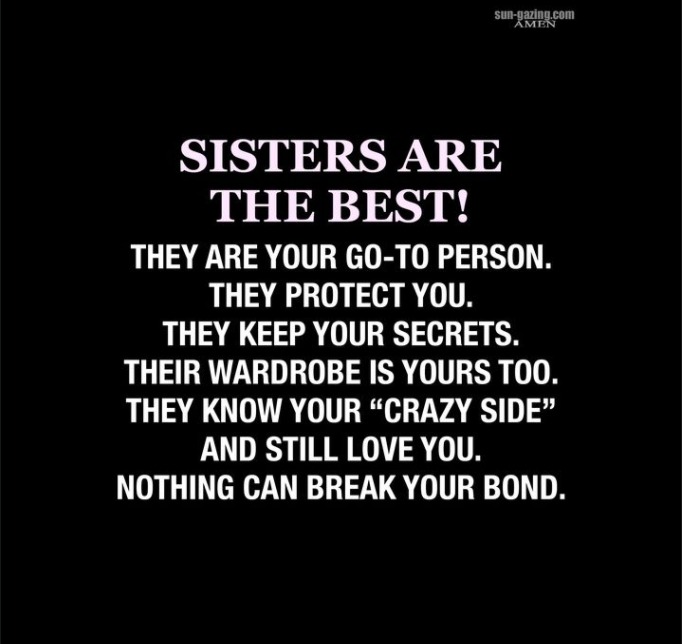 sun-gazing.com
AMEN
SISTERS ARE
THE BEST!
THEY ARE YOUR GO-TO PERSON.
THEY PROTECT YOU.
THEY KEEP YOUR SECRETS.
THEIR WARDROBE IS YOURS TOO.
THEY KNOW YOUR “CRAZY SIDE”
AND STILL LOVE YOU.
NOTHING CAN BREAK YOUR BOND.